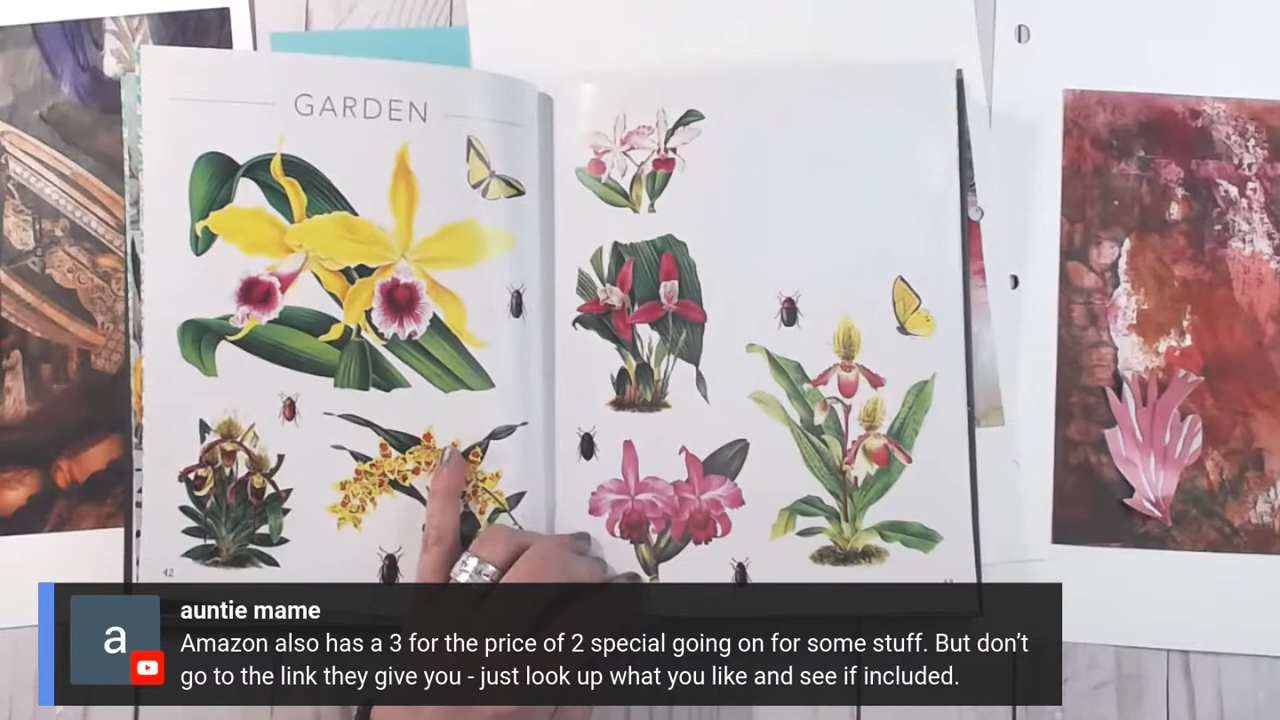 GARDEN
42
a
auntie mame
Amazon also has a 3 for the price of 2 special going on for some stuff. But don’t
go to the link they give you - just look up what you like and see if included.